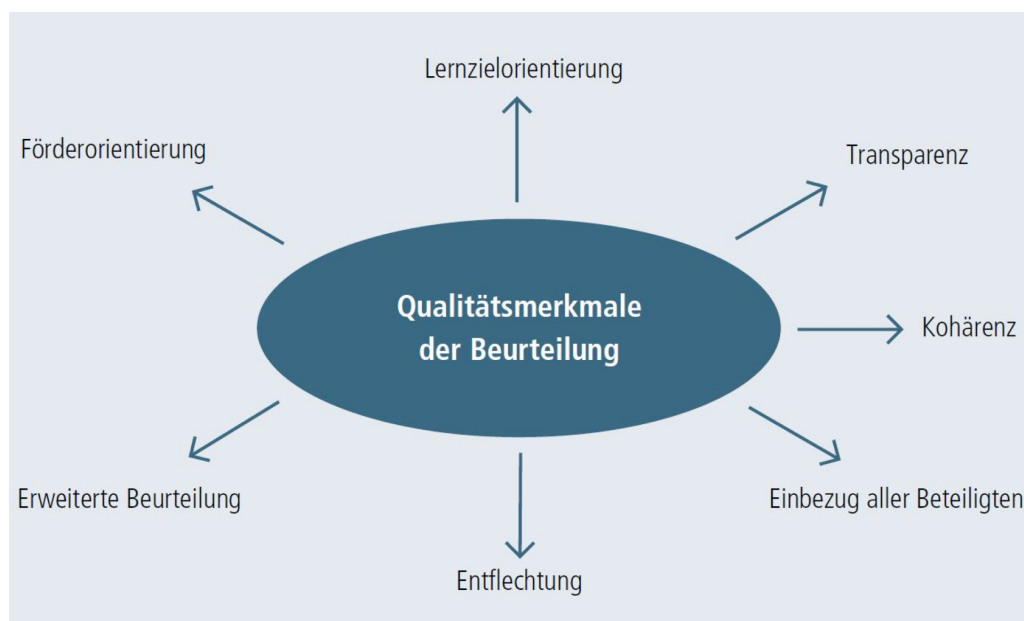 Lernzielorientierung
Förderorientierung
Transparenz
Qualitätsmerkmale
der Beurteilung
Kohärenz
Erweiterte Beurteilung
Einbezug aller Beteiligten
Entflechtung